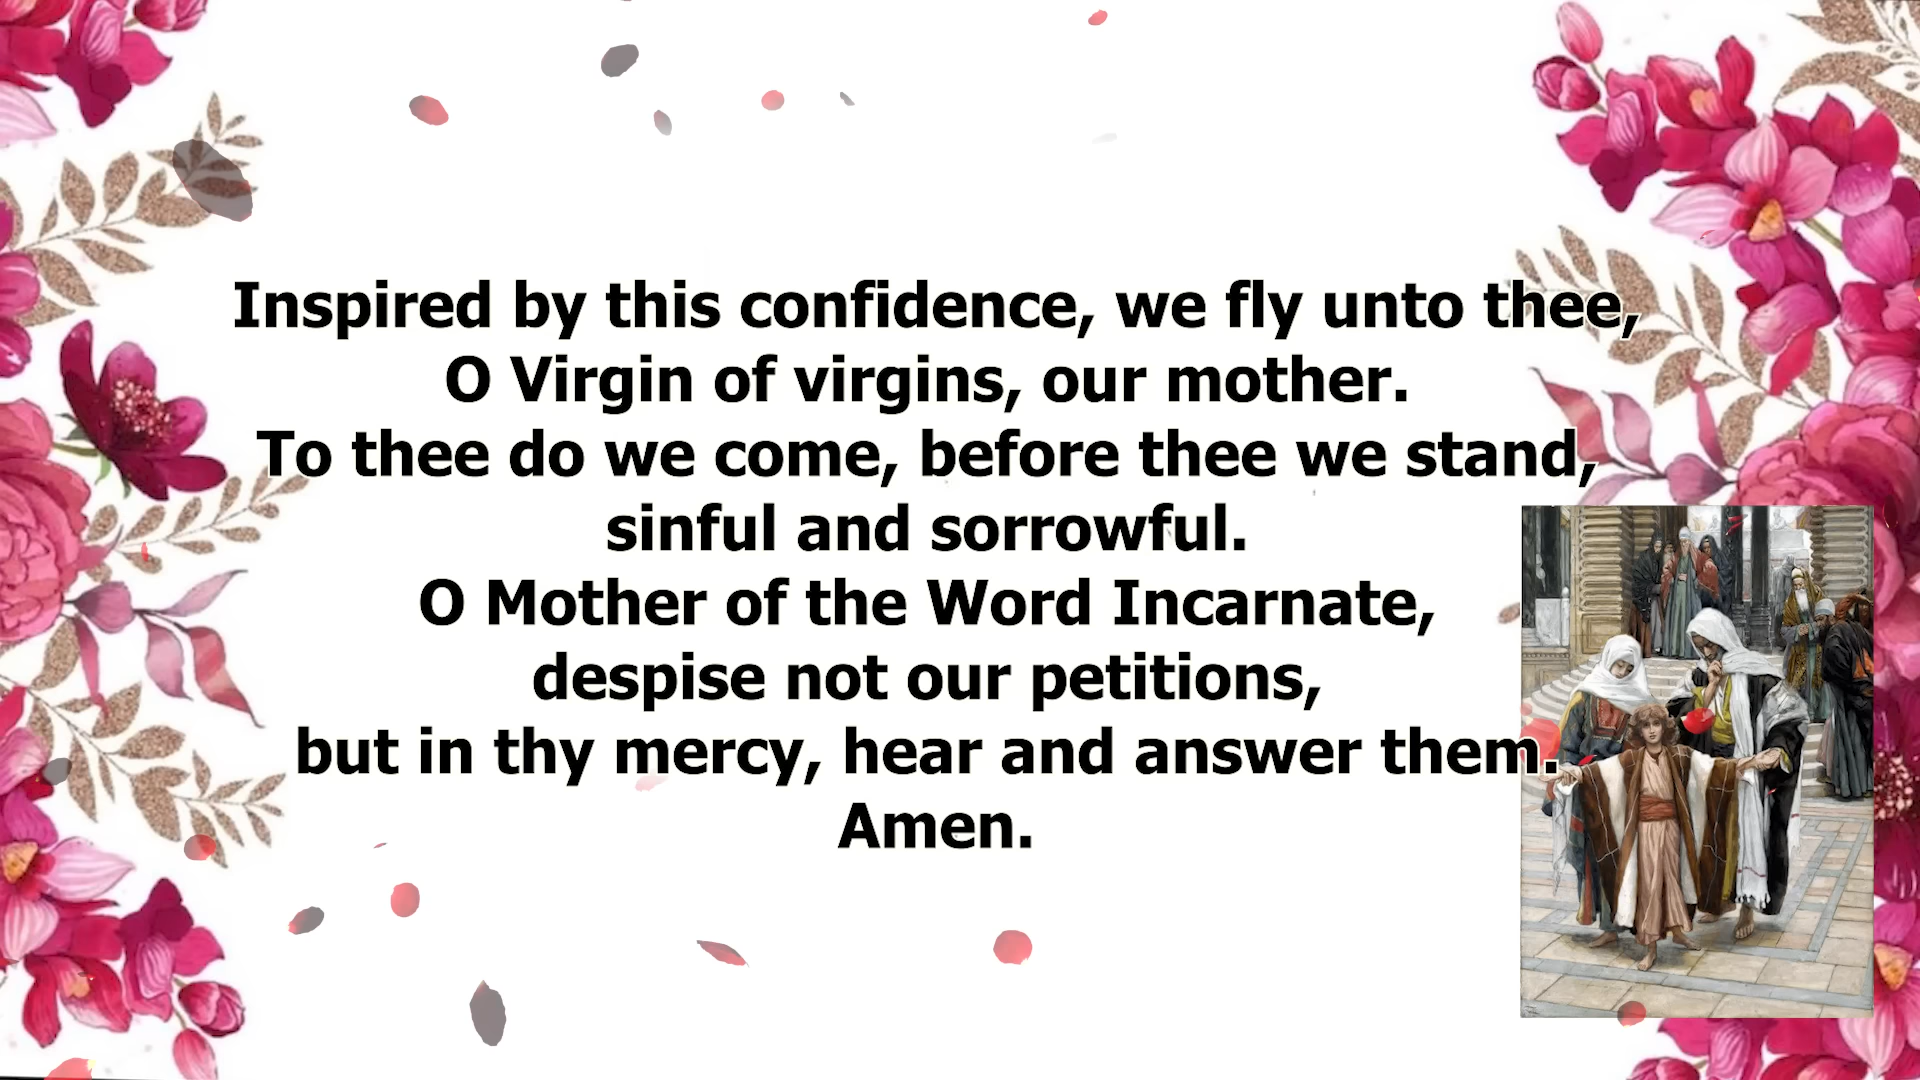 Inspired by this confidence, we fly unto thee,
O Virgin of virgins, our mother.
To thee do we come, before thee we stand,
sinful and sorrowful.
O Mother of the Word Incarnate,
despise not our petitions,
but in thy mercy, hear and answer them.
Amen.